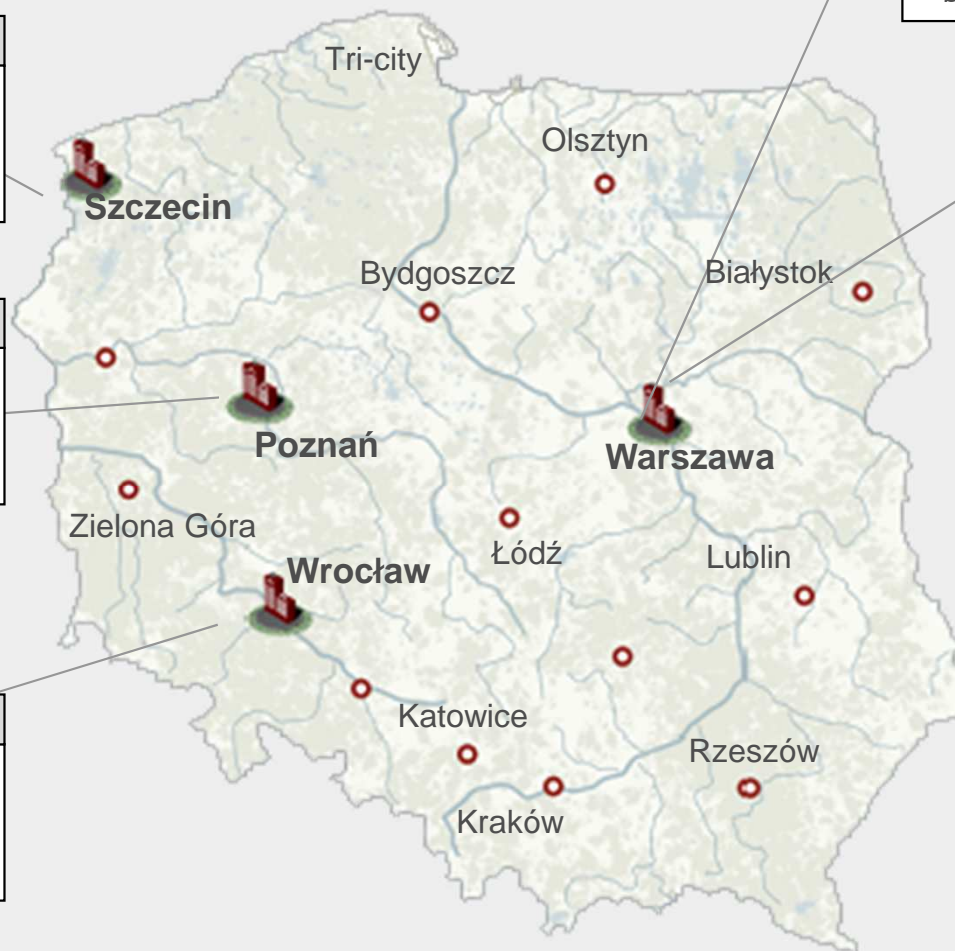 Tri-city
Olsztyn
Szczecin
Bydgoszcz
Białystok
Poznań
Warszawa
Zielona Góra
Łódź
Lublin
Wrocław
Katowice
Rzeszów
Kraków